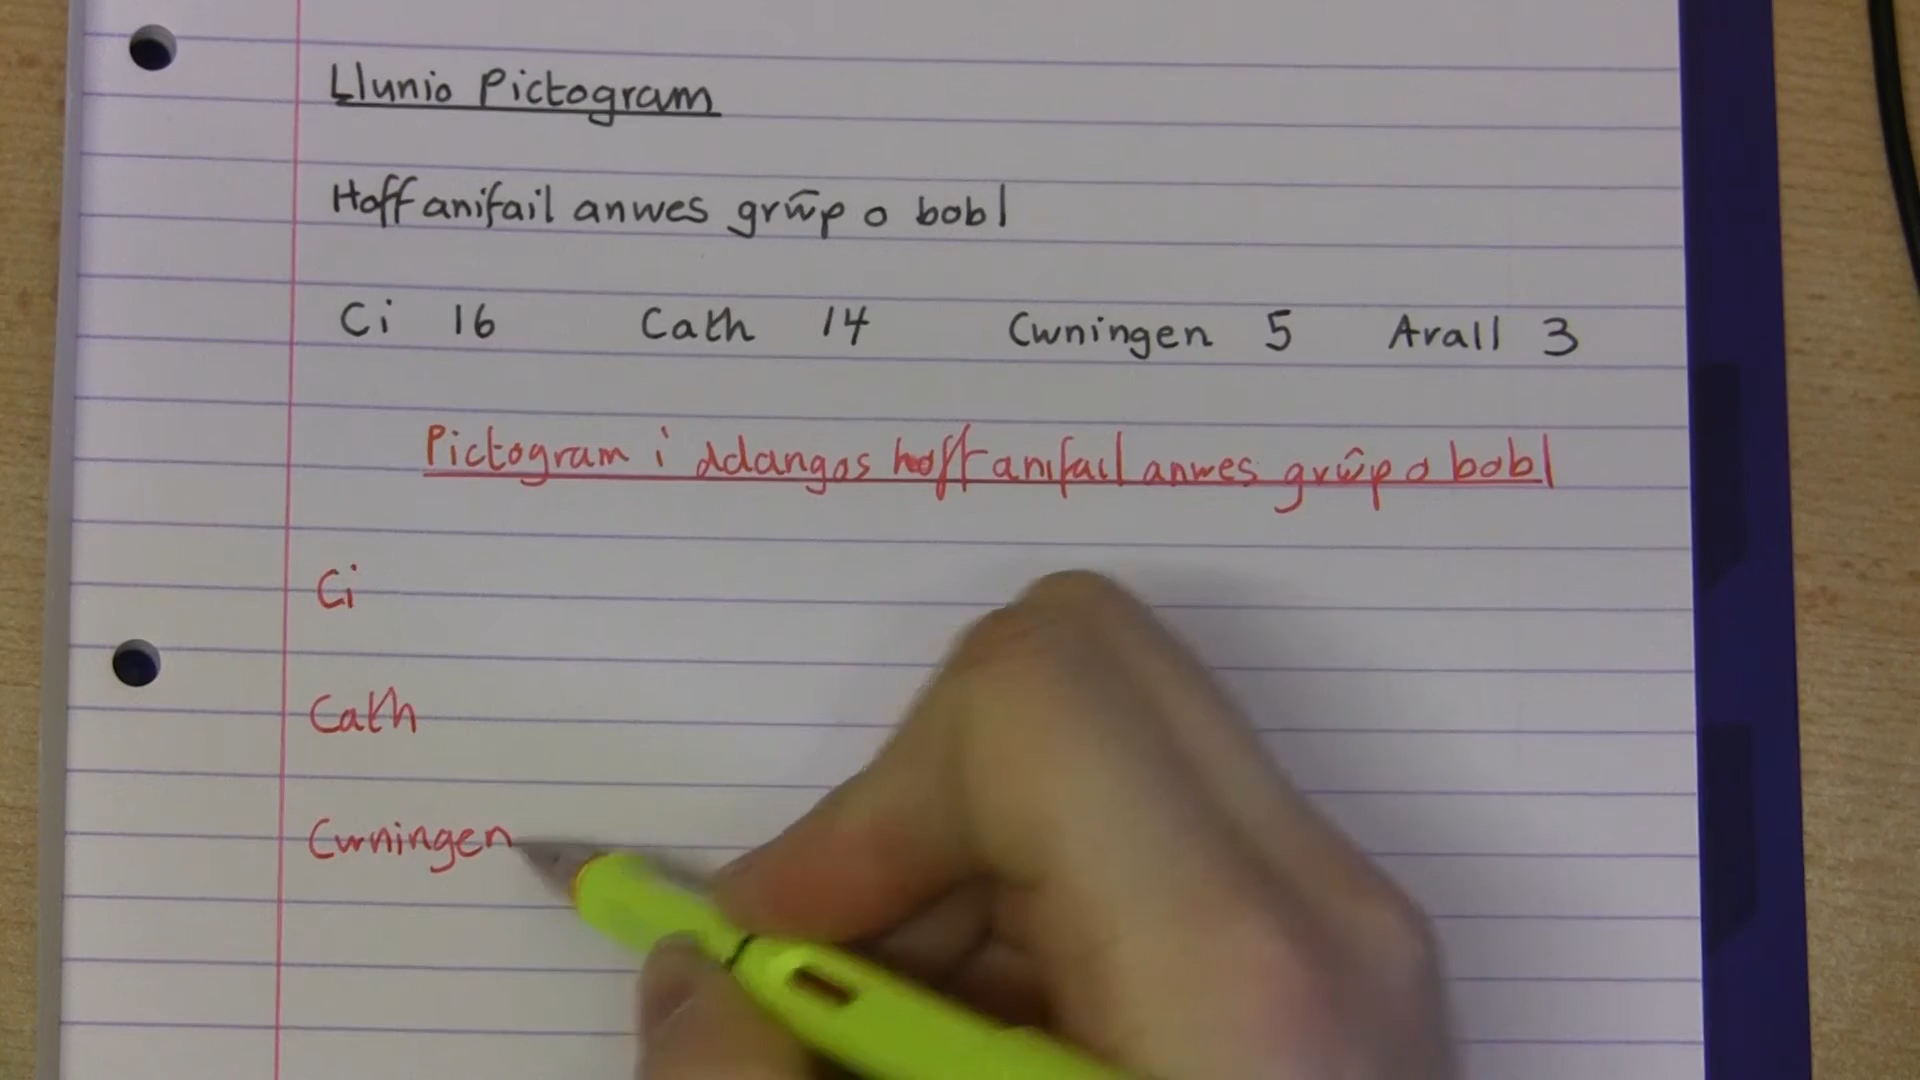 Llunio Pictogram
Hoff anifail anwes grŵp o bobl
Ci 16 Cath 14 Cwningen 5 Arall 3
Pictogram i ddangos hoff anifail anwes grŵp o bobl
Ci
Cath
Cwningen